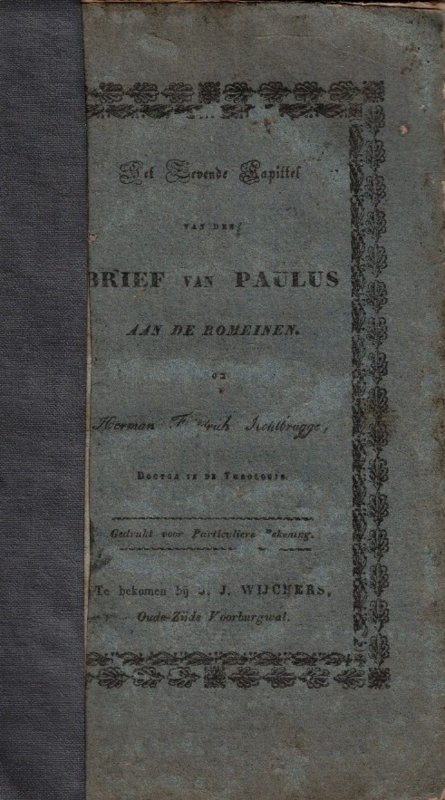 Het Zevende Kapittel
VAN DEN
BRIEF VAN PAULUS
AAN DE ROMEINEN.
Herman Kohlbrugge,
DOCTOR IN DE THEOLOGIE.
Gedrukt voor Particuliere Rekening.
Te bekomen bij J. J. WIJCHERS,
Oude-Zijds Voorburgwal.